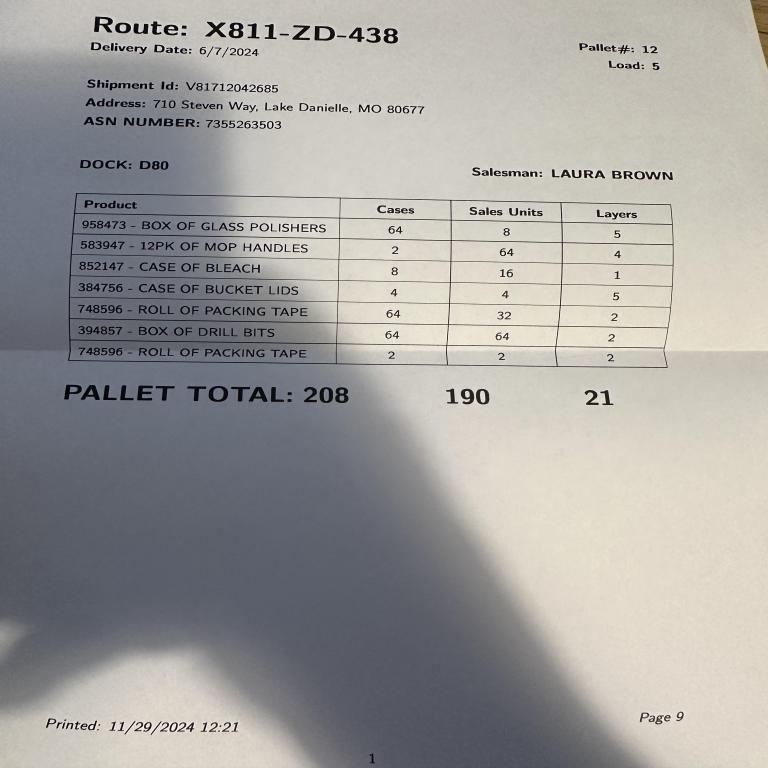 Route: X811-ZD-438
Delivery Date: 6/7/2024
Pallet#: 12
Load: 5
Shipment Id: V81712042685
Address: 710 Steven Way, Lake Danielle, MO 80677
ASN NUMBER: 7355263503
DOCK: D80
Salesman: LAURA BROWN
Product Cases Sales Units Layers
958473 - BOX OF GLASS POLISHERS 64 8 5
583947 - 12PK OF MOP HANDLES 2 64 4
852147 - CASE OF BLEACH 8 16 1
384756 - CASE OF BUCKET LIDS 4 4 5
748596 - ROLL OF PACKING TAPE 64 32 2
394857 - BOX OF DRILL BITS 64 64 2
748596 - ROLL OF PACKING TAPE 2 2 2
PALLET TOTAL: 208 190 21
Printed: 11/29/2024 12:21
Page 9
1